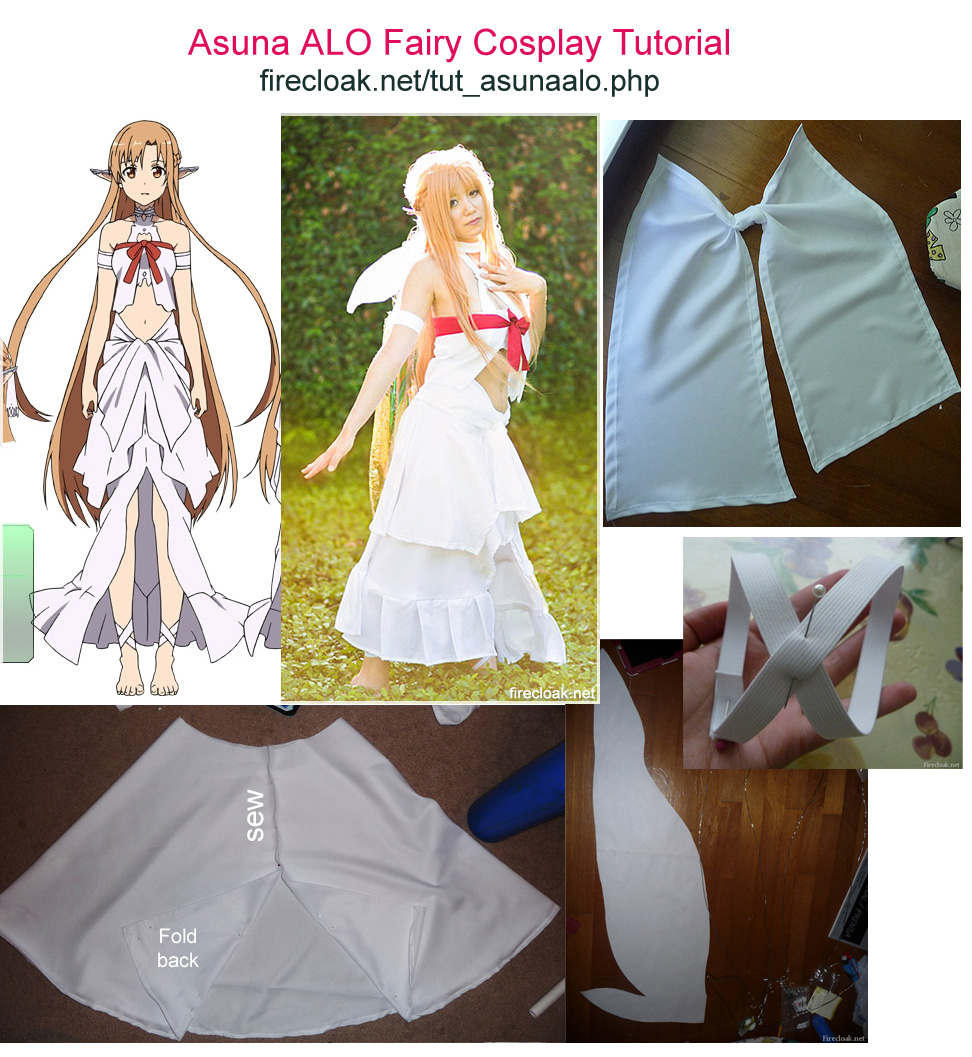 Asuna ALO Fairy Cosplay Tutorial
firecloak.net/tut_asunaalo.php
firecloak.net
Firecloak.net
sew
Fold
back
Firecloak.net